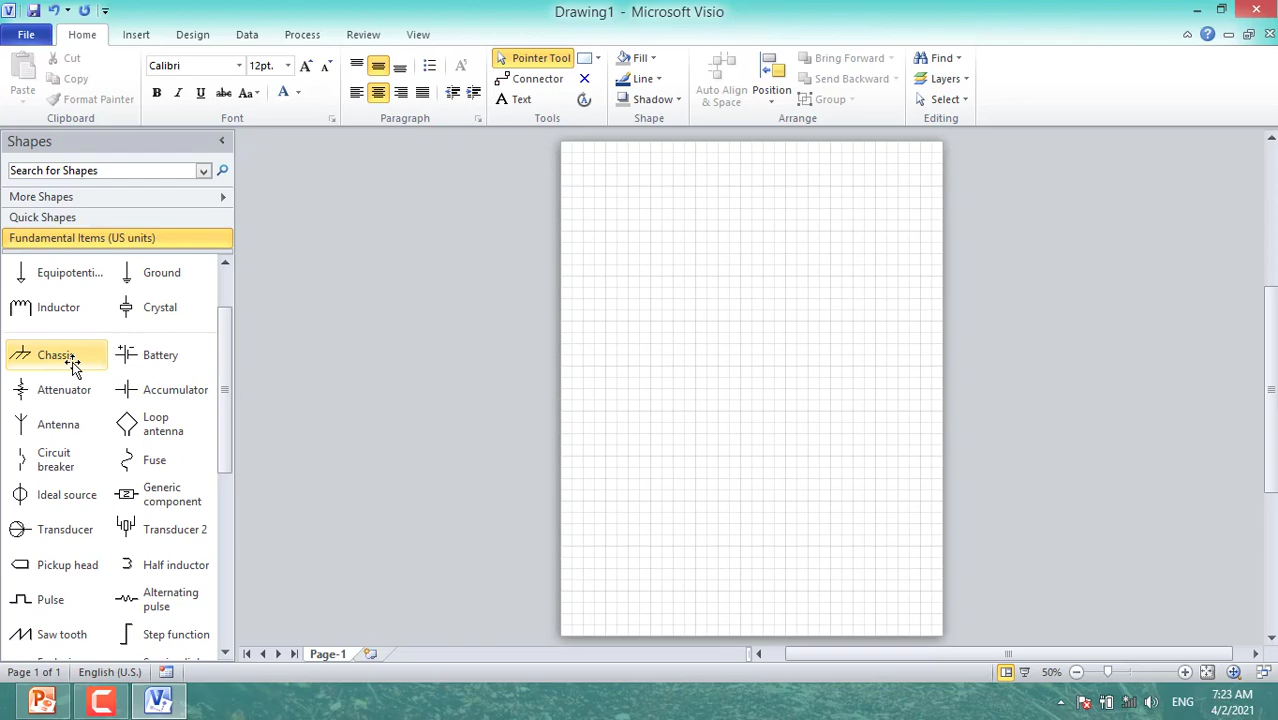 Drawing1 - Microsoft Visio
File Home Insert Design Data Process Review View
Paste
Cut
Copy
Format Painter
Clipboard
Calibri 12pt. A A
B I U abc Aa A
Font
Paragraph
Pointer Tool
Connector
A Text
Tools
Fill
Line
Shadow
Shape
Auto Align & Space
Position
Bring Forward
Send Backward
Group
Arrange
Find
Layers
Select
Editing
Shapes
Search for Shapes
More Shapes
Quick Shapes
Fundamental Items (US units)
Equipotenti... Ground
Inductor Crystal
Chassis Battery
Attenuator Accumulator
Antenna Loop antenna
Circuit breaker Fuse
Ideal source Generic component
Transducer Transducer 2
Pickup head Half inductor
Pulse Alternating pulse
Saw tooth Step function
Page-1
Page 1 of 1 English (U.S.) 50%
ENG 7:23 AM
4/2/2021